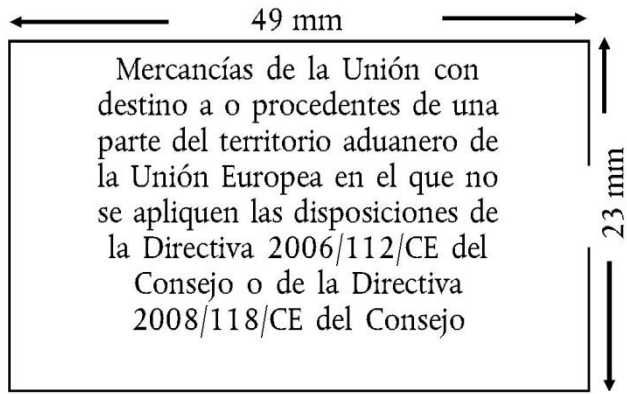 49 mm
Mercancías de la Unión con
destino a o procedentes de una
parte del territorio aduanero de
la Unión Europea en el que no
se apliquen las disposiciones de
la Directiva 2006/112/CE del
Consejo o de la Directiva
2008/118/CE del Consejo
23 mm